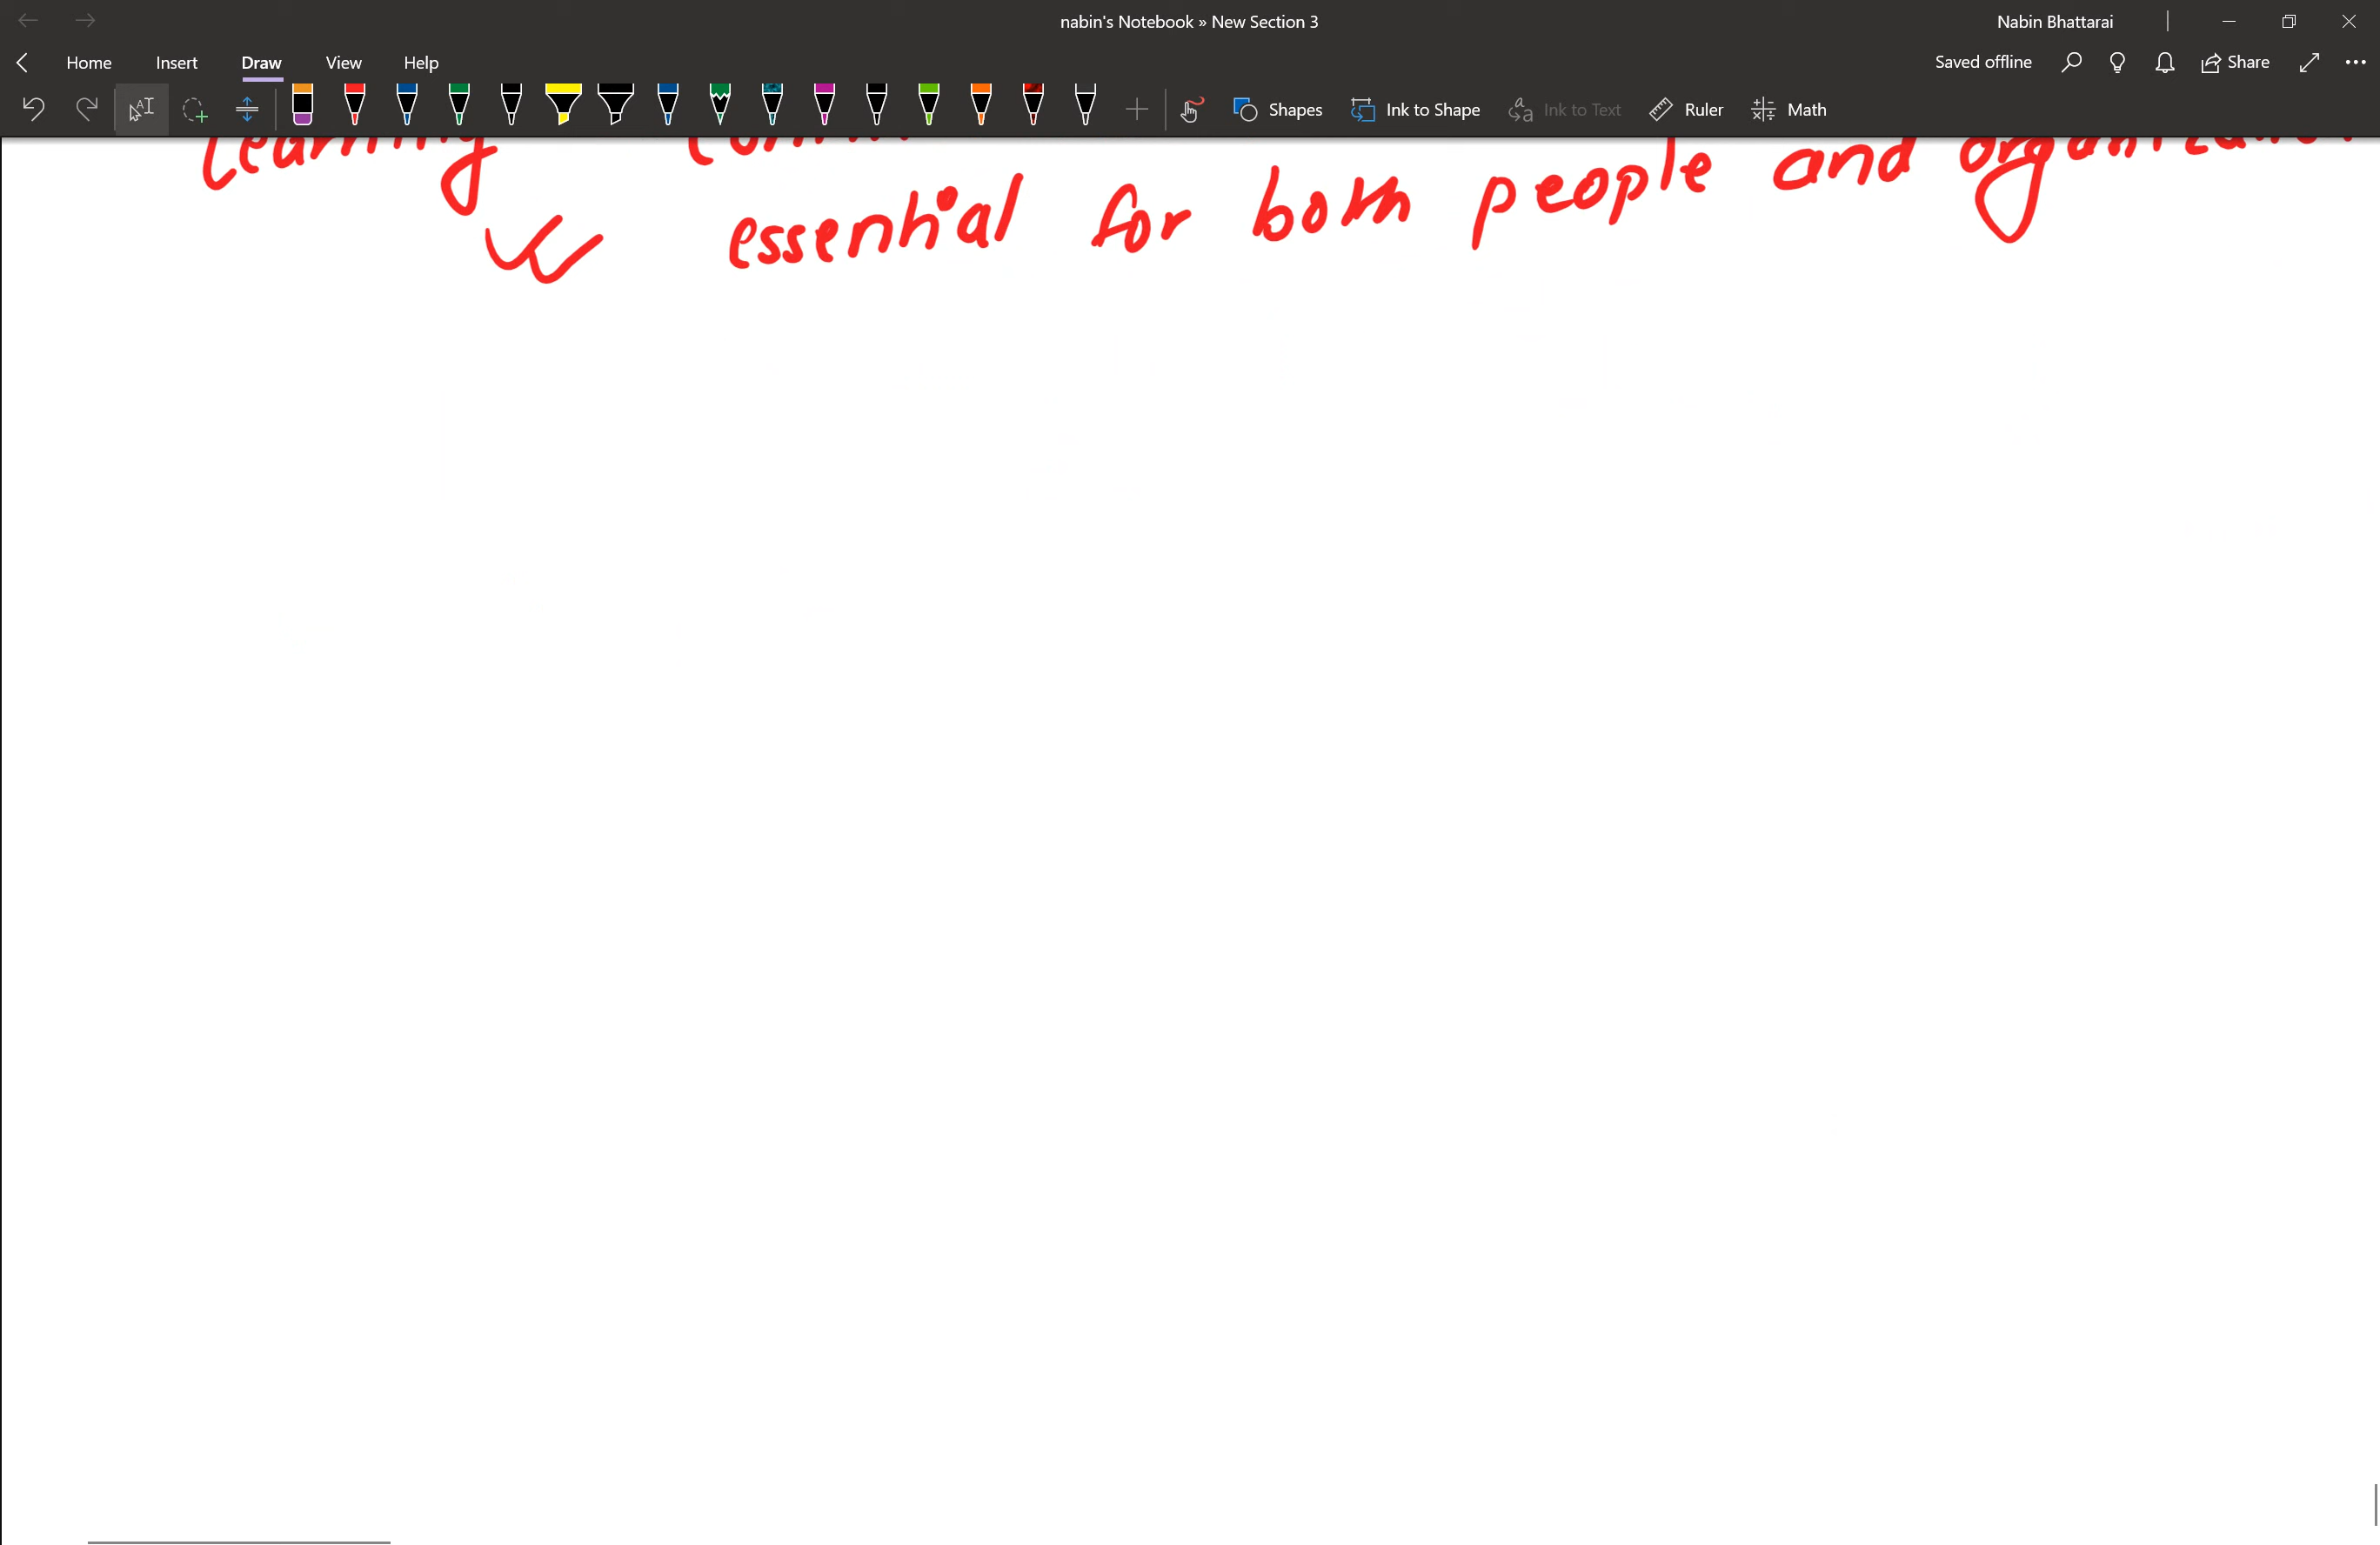 nabin's Notebook » New Section 3
Nabin Bhattarai
Home Insert Draw View Help
Saved offline
Share
Shapes Ink to Shape Ink to Text Ruler Math
Learning
essential for both people and